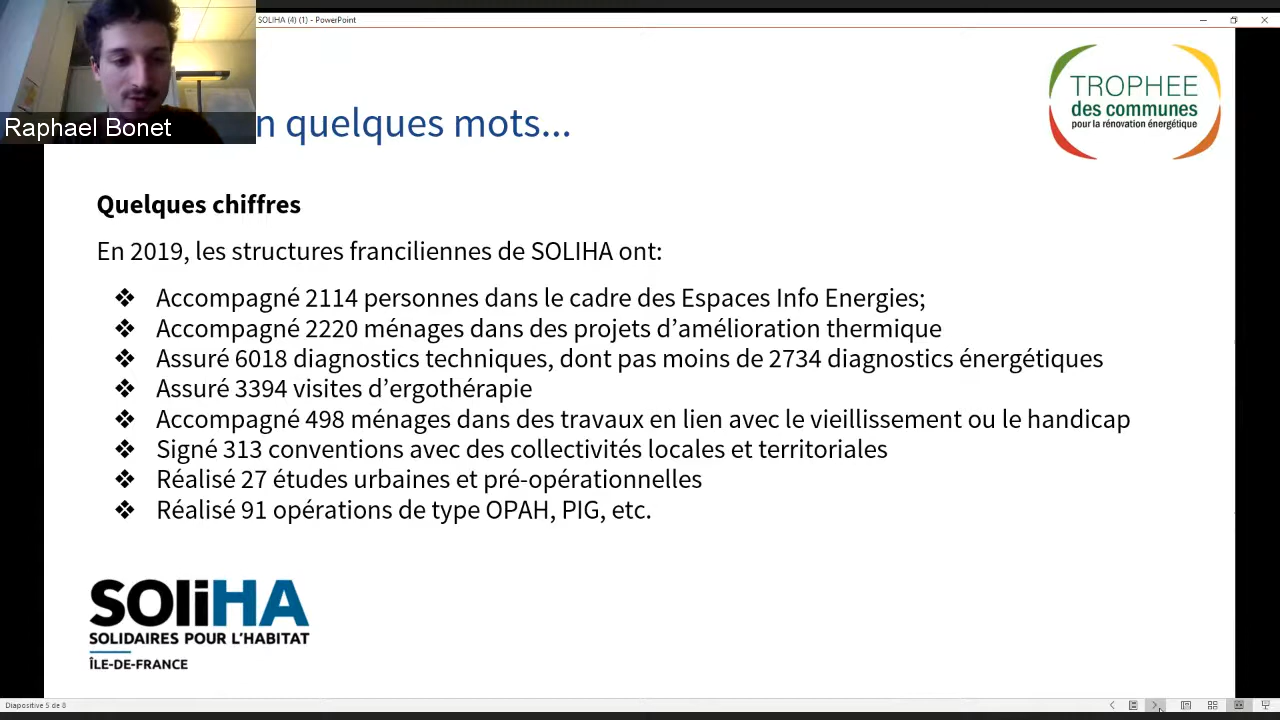 SOLIHA (4) (1) - PowerPoint
Raphael Bonet
n quelques mots...
TROPHEE
des communes
pour la rénovation énergétique
Quelques chiffres
En 2019, les structures franciliennes de SOLIHA ont:
❖ Accompagné 2114 personnes dans le cadre des Espaces Info Energies;
❖ Accompagné 2220 ménages dans des projets d’amélioration thermique
❖ Assuré 6018 diagnostics techniques, dont pas moins de 2734 diagnostics énergétiques
❖ Assuré 3394 visites d’ergothérapie
❖ Accompagné 498 ménages dans des travaux en lien avec le vieillissement ou le handicap
❖ Signé 313 conventions avec des collectivités locales et territoriales
❖ Réalisé 27 études urbaines et pré-opérationnelles
❖ Réalisé 91 opérations de type OPAH, PIG, etc.
SOliHA
SOLIDAIRES POUR L’HABITAT
ÎLE-DE-FRANCE
Diapositive 5 de 8